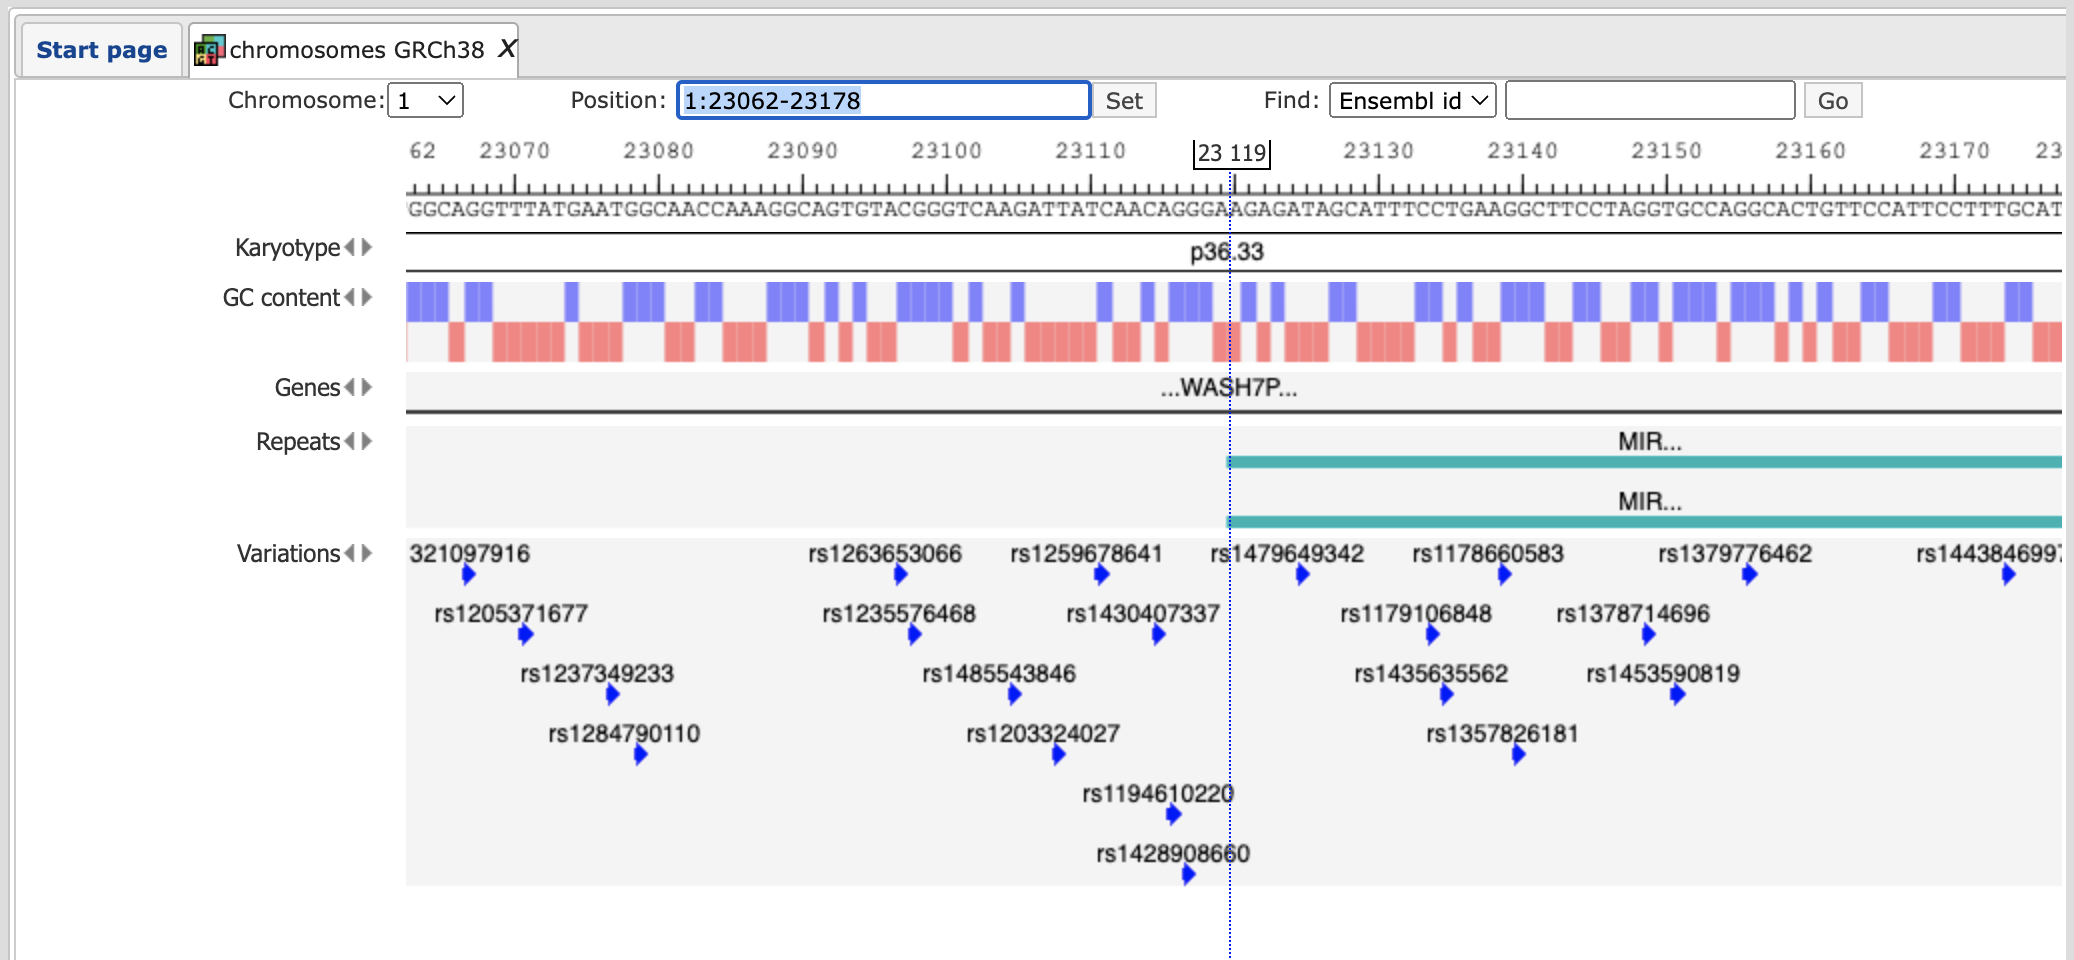 Start page
chromosomes GRCh38 X
Chromosome: 1 Position: 1:23062-23178 Set Find: Ensembl id Go
62 23070 23080 23090 23100 23110 23 119 23130 23140 23150 23160 23170 23
GGCAGGTTTATGAATGGCAACCAAAGGCAGTGTACGGGTCAAGATTATCAACAGGGAAGAGATAGCATTTCCTGAAGGCTTCCTAGGTGCCAGGCACTGTTCCATTCCTTTGCAT
Karyotype p36.33
GC content
Genes ...WASH7P...
Repeats MIR...
MIR...
Variations 321097916 rs1263653066 rs1259678641 rs1479649342 rs1178660583 rs1379776462 rs1443846997
rs1205371677 rs1235576468 rs1430407337 rs1179106848 rs1378714696
rs1237349233 rs1485543846 rs1435635562 rs1453590819
rs1284790110 rs1203324027 rs1357826181
rs1194610220
rs1428908660